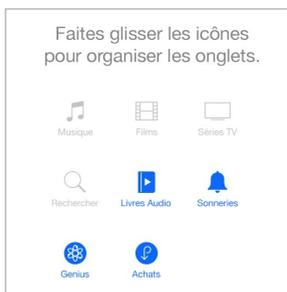 Faites glisser les icônes
pour organiser les onglets.
Musique Films Séries TV
Rechercher Livres Audio Sonneries
Genius Achats